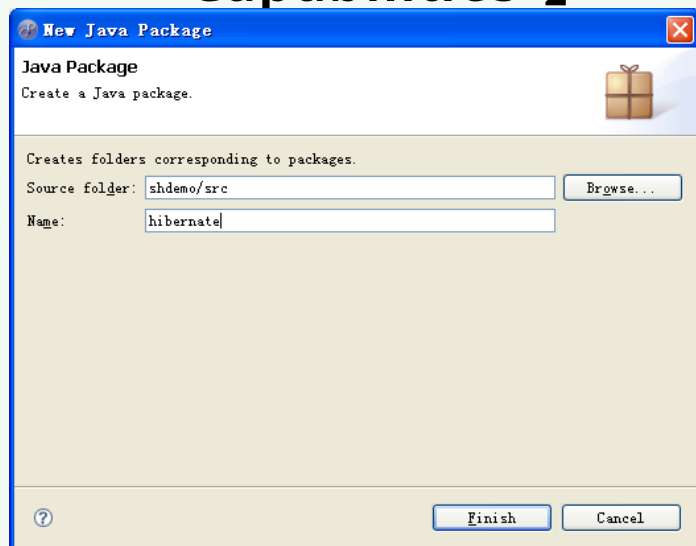 New Java Package
Java Package
Create a Java package.
Creates folders corresponding to packages.
Source folder: shdemo/src Browse...
Name: hibernate
Finish Cancel